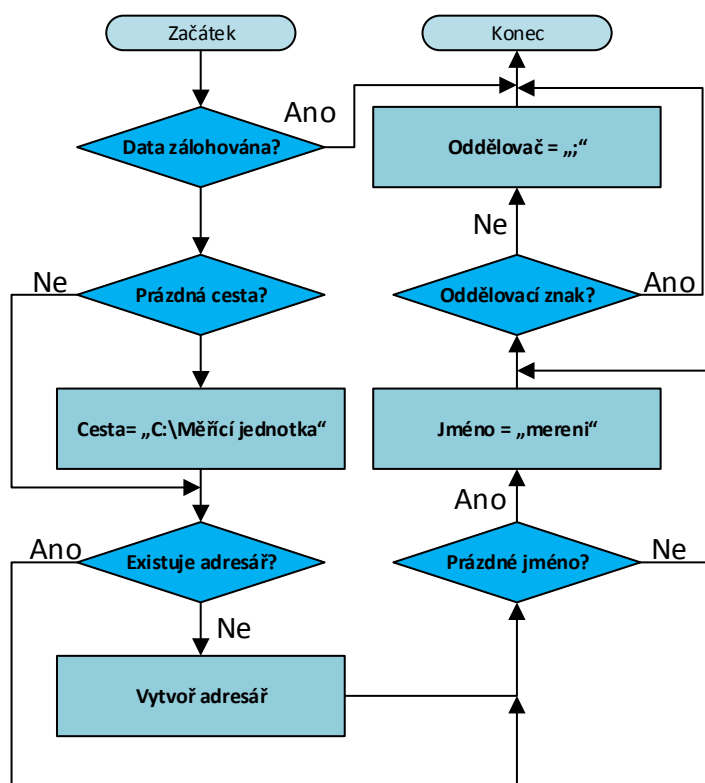 Začátek
Data zálohována?
Ano
Prázdná cesta?
Ne
Cesta= „C:\Měřící jednotka“
Existuje adresář?
Ano
Ne
Vytvoř adresář
Prázdné jméno?
Ano
Ne
Jméno = „mereni“
Oddělovací znak?
Ne
Ano
Oddělovač = „;“
Konec